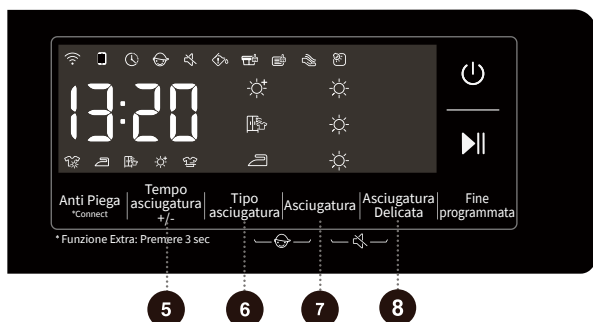 13:20
Anti Piega
*Connect
Tempo
asciugatura
+/-
Tipo
asciugatura
Asciugatura
Asciugatura
Delicata
Fine
programmata
* Funzione Extra: Premere 3 sec
5
6
7
8